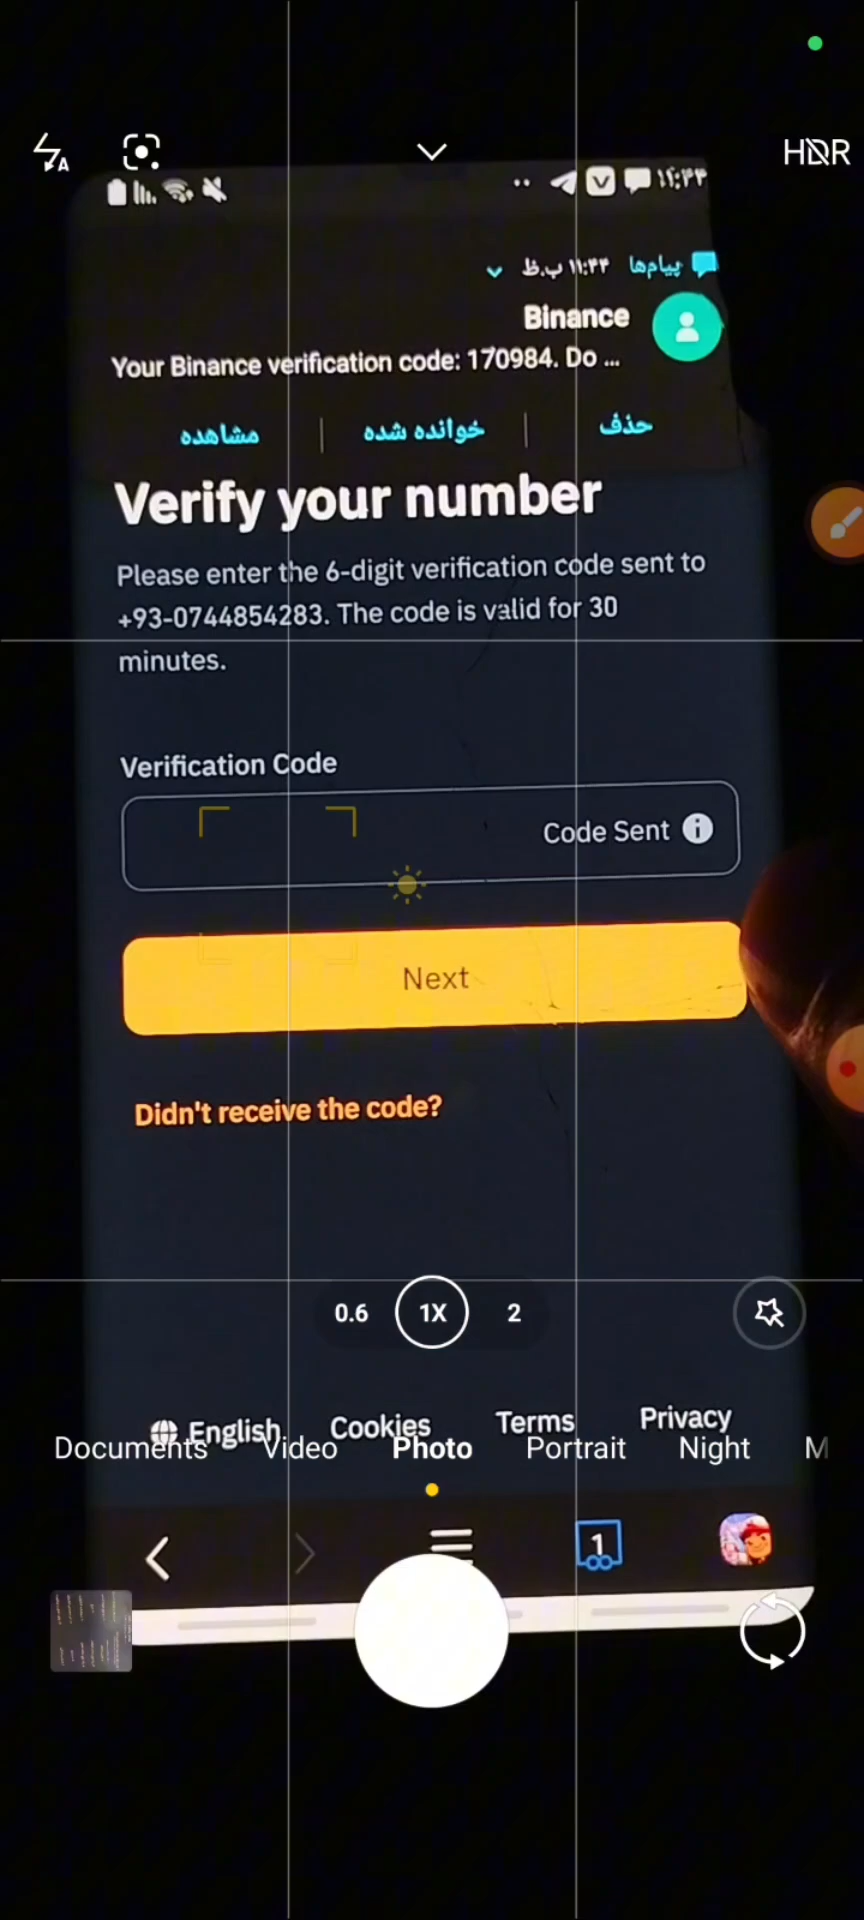 A
HDR
۱۱:۴۴
پیام‌ها ۱۱:۴۴ ب.ظ
Binance
Your Binance verification code: 170984. Do ...
حذف
خوانده شده
مشاهده
Verify your number
Please enter the 6-digit verification code sent to
+93-0744854283. The code is valid for 30
minutes.
Verification Code
Code Sent
Next
Didn't receive the code?
0.6 1X 2
English Cookies Terms Privacy
Documents Video Photo Portrait Night M
1